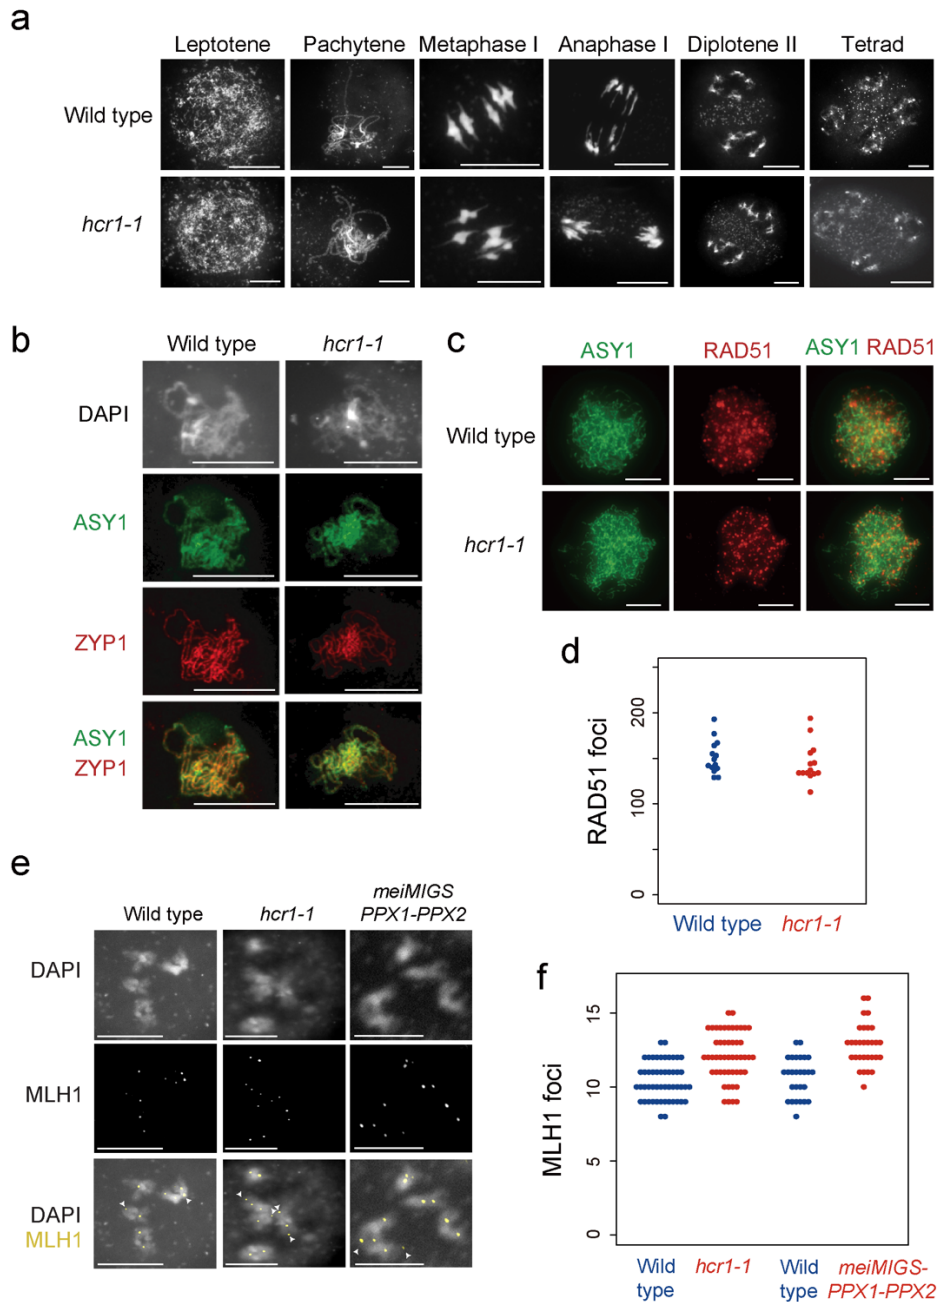 a
Leptotene Pachytene Metaphase I Anaphase I Diplotene II Tetrad
Wild type
hcr1-1
b
Wild type hcr1-1
DAPI
ASY1
ZYP1
ASY1
ZYP1
c
ASY1 RAD51 ASY1 RAD51
Wild type
hcr1-1
d
RAD51 foci
200
100
0
Wild type hcr1-1
e
Wild type hcr1-1 meiMIGS
PPX1-PPX2
DAPI
MLH1
DAPI
MLH1
f
MLH1 foci
15
10
5
0
Wild type hcr1-1 Wild type meiMIGS-
PPX1-PPX2